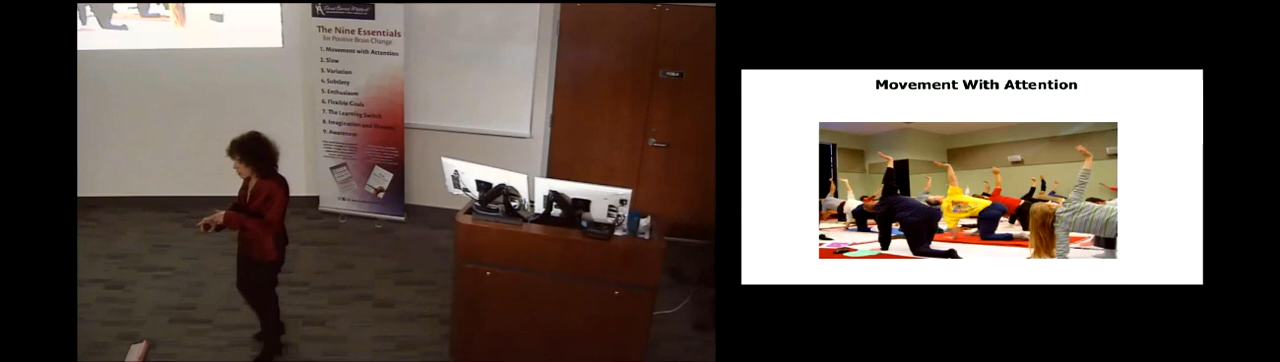 The Nine Essentials
for Positive Brain Change
1. Movement with Attention
2. Slow
3. Variation
4. Subtlety
5. Enthusiasm
6. Flexible Goals
7. The Learning Switch
8. Imagination and Dreams
9. Awareness
Movement With Attention